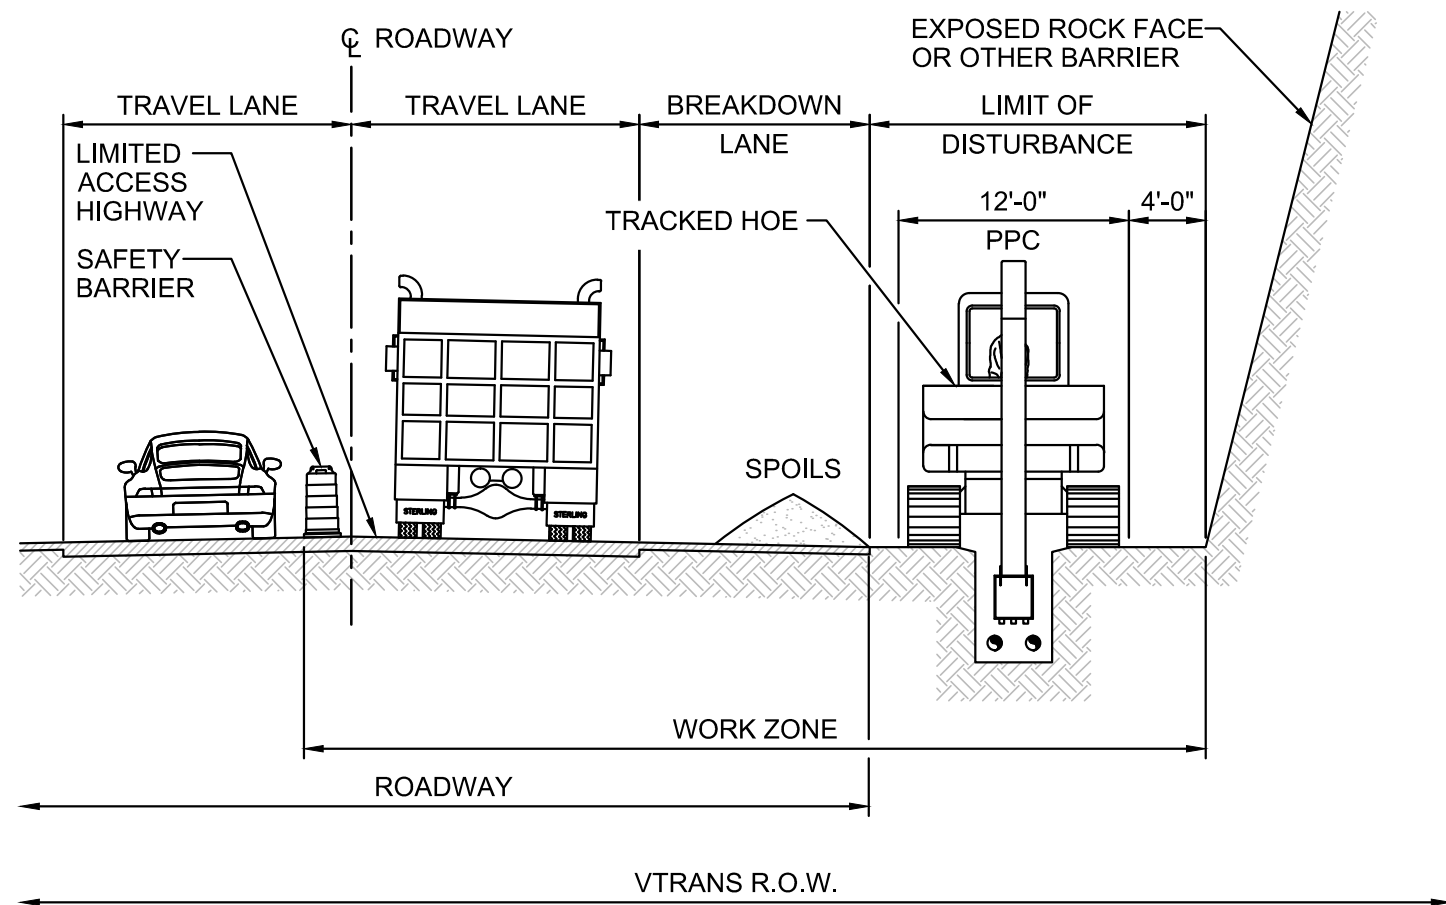 ℄ ROADWAY
EXPOSED ROCK FACE
OR OTHER BARRIER
TRAVEL LANE
TRAVEL LANE
BREAKDOWN
LANE
LIMIT OF
DISTURBANCE
LIMITED
ACCESS
HIGHWAY
SAFETY
BARRIER
TRACKED HOE
12'-0"
PPC
4'-0"
SPOILS
STERLING
STERLING
WORK ZONE
ROADWAY
VTRANS R.O.W.